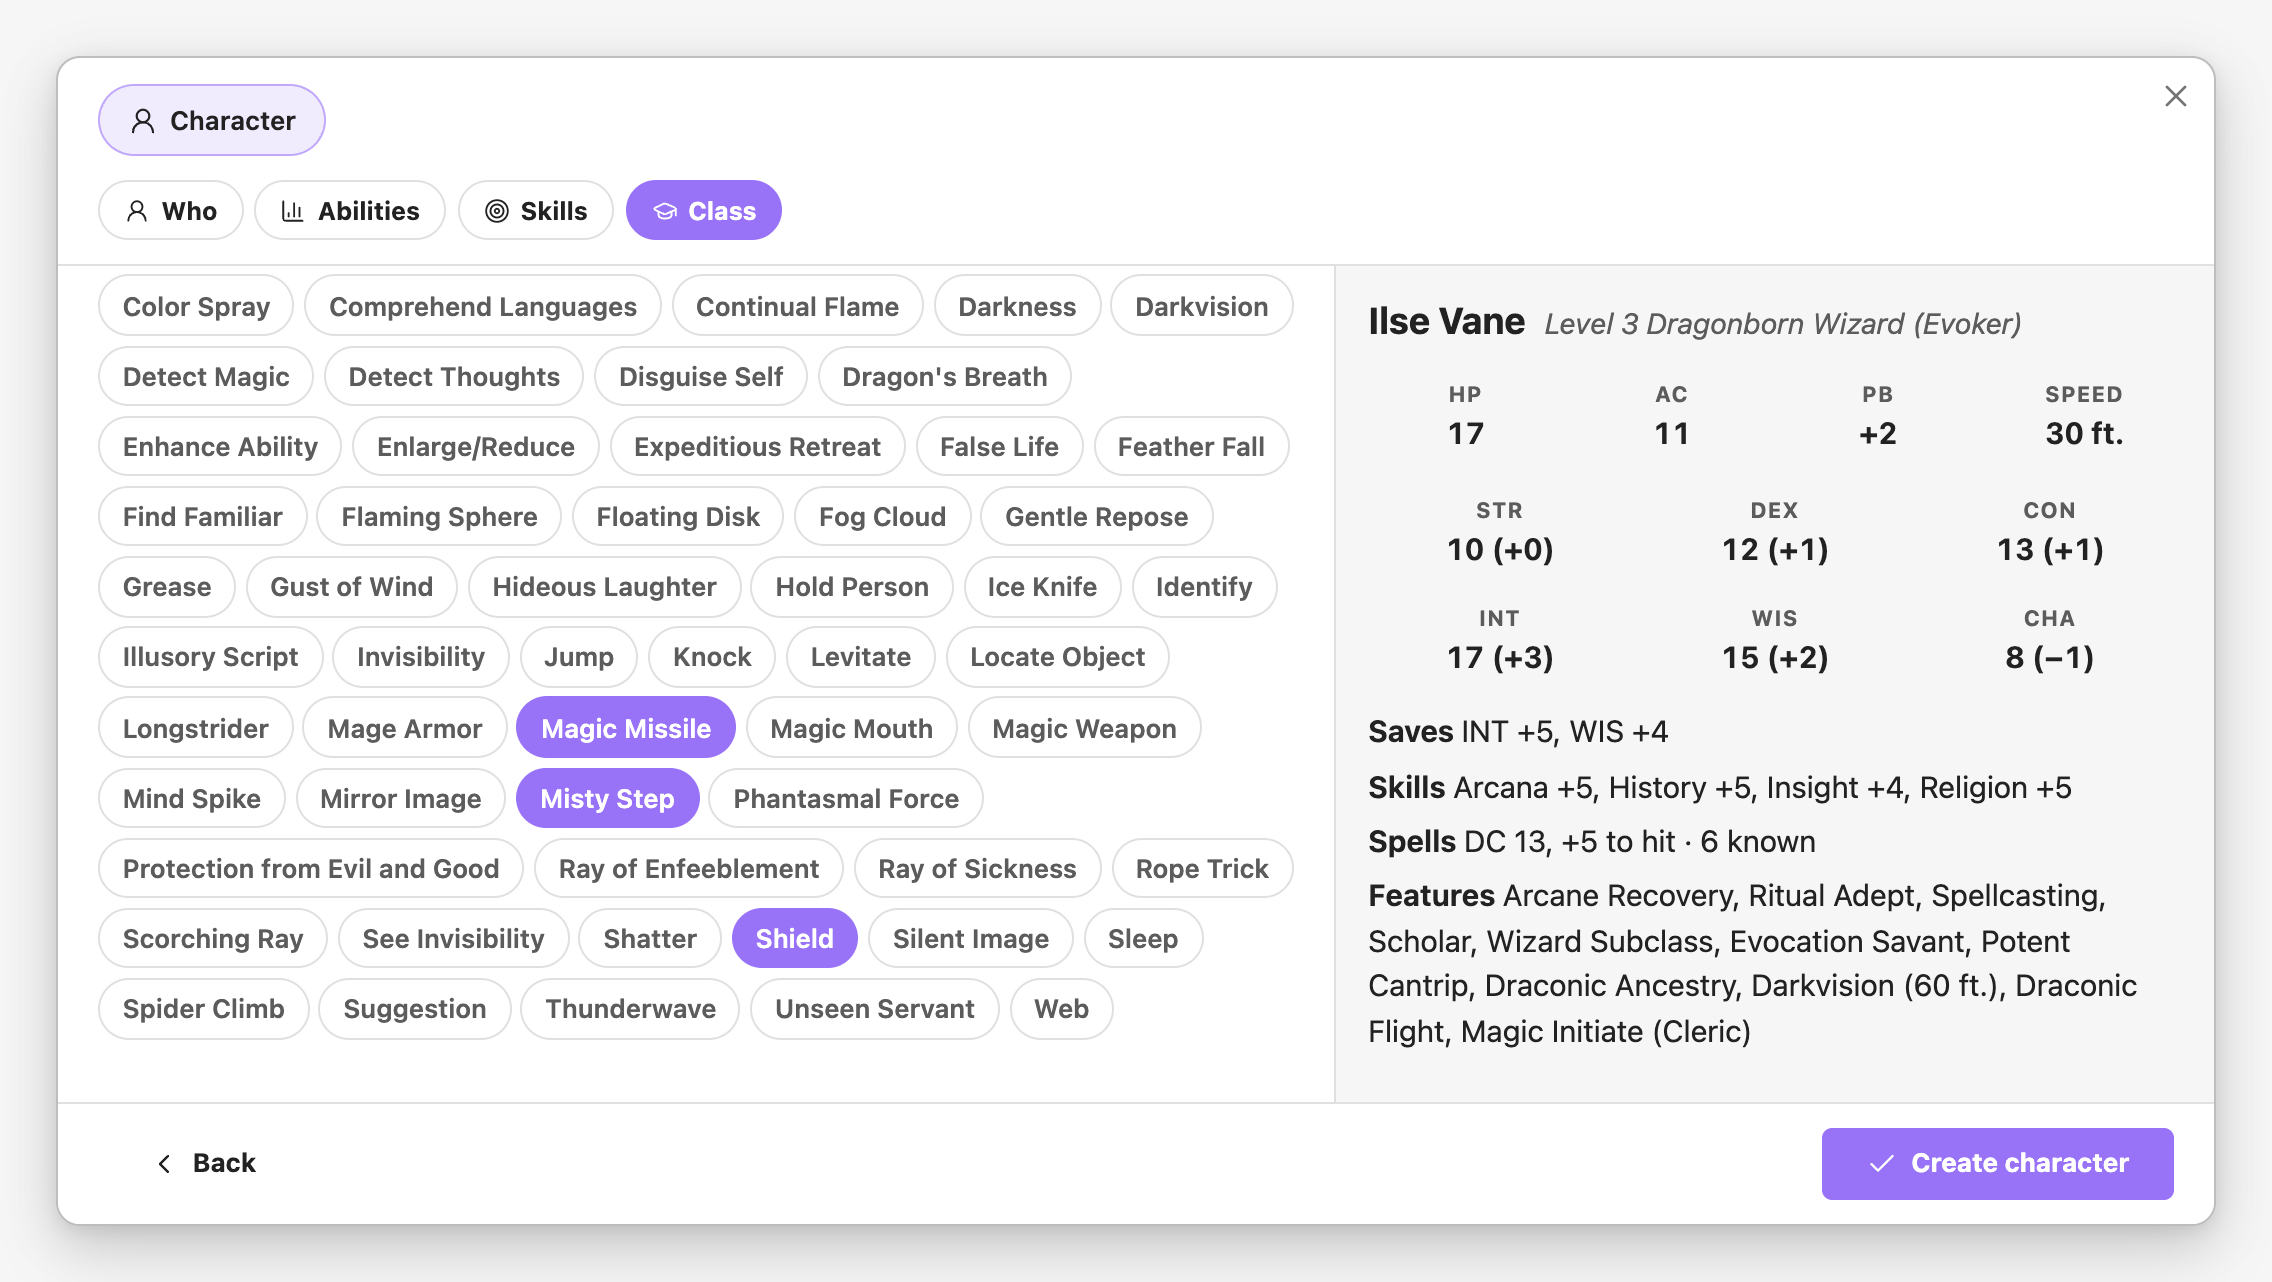 Character
Who Abilities Skills Class
Color Spray Comprehend Languages Continual Flame Darkness Darkvision
Detect Magic Detect Thoughts Disguise Self Dragon's Breath
Enhance Ability Enlarge/Reduce Expeditious Retreat False Life Feather Fall
Find Familiar Flaming Sphere Floating Disk Fog Cloud Gentle Repose
Grease Gust of Wind Hideous Laughter Hold Person Ice Knife Identify
Illusory Script Invisibility Jump Knock Levitate Locate Object
Longstrider Mage Armor Magic Missile Magic Mouth Magic Weapon
Mind Spike Mirror Image Misty Step Phantasmal Force
Protection from Evil and Good Ray of Enfeeblement Ray of Sickness Rope Trick
Scorching Ray See Invisibility Shatter Shield Silent Image Sleep
Spider Climb Suggestion Thunderwave Unseen Servant Web
Ilse Vane Level 3 Dragonborn Wizard (Evoker)
HP AC PB SPEED
17 11 +2 30 ft.
STR DEX CON
10 (+0) 12 (+1) 13 (+1)
INT WIS CHA
17 (+3) 15 (+2) 8 (−1)
Saves INT +5, WIS +4
Skills Arcana +5, History +5, Insight +4, Religion +5
Spells DC 13, +5 to hit · 6 known
Features Arcane Recovery, Ritual Adept, Spellcasting,
Scholar, Wizard Subclass, Evocation Savant, Potent
Cantrip, Draconic Ancestry, Darkvision (60 ft.), Draconic
Flight, Magic Initiate (Cleric)
Back
Create character